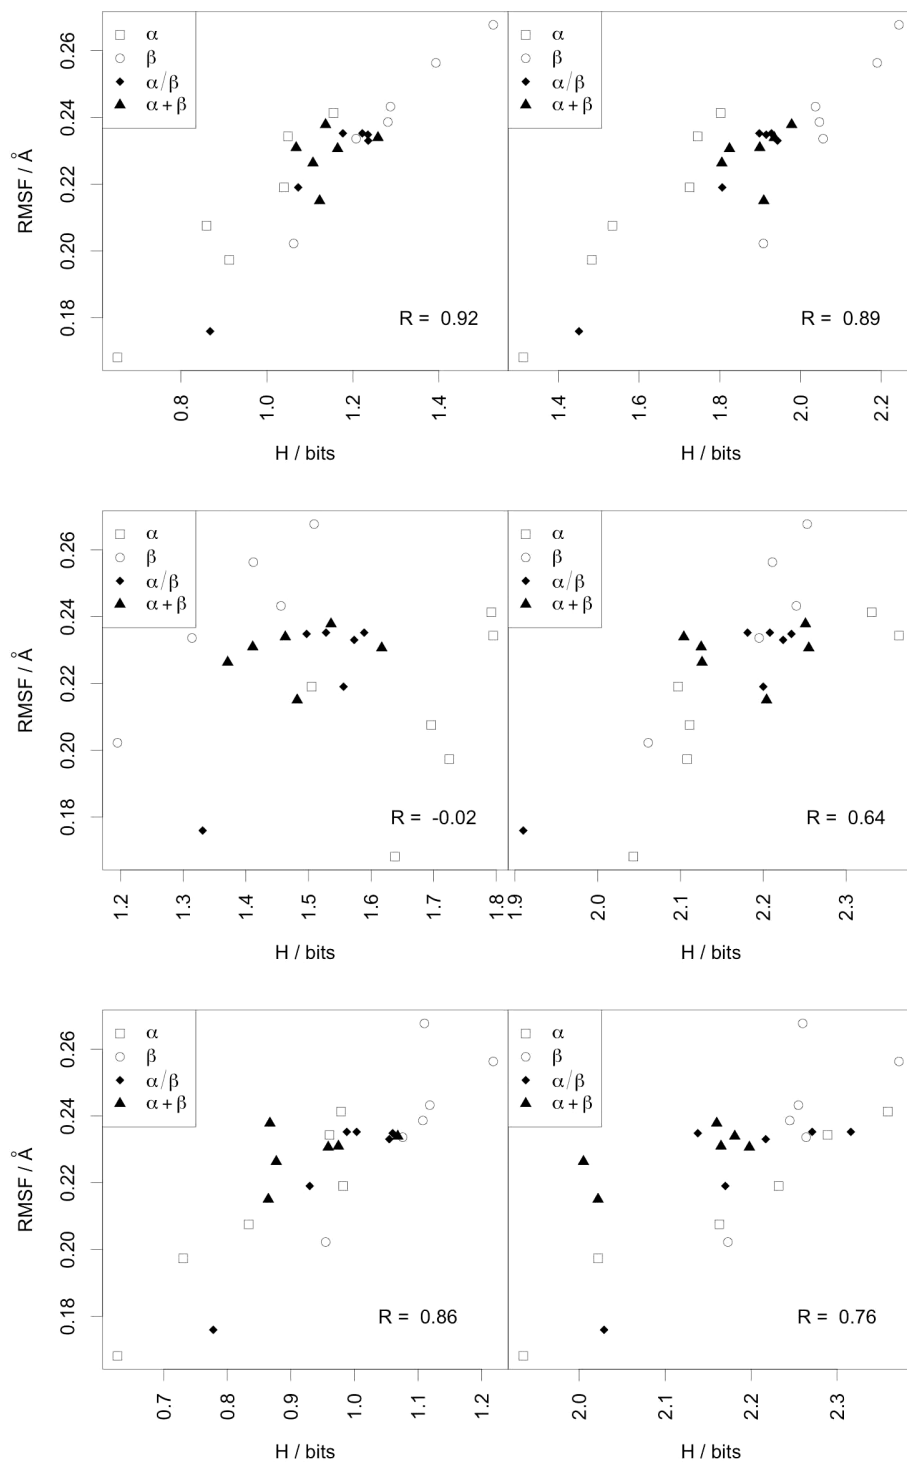 α
β
α/β
α+β
R = 0.92
0.18 0.20 0.22 0.24 0.26
RMSF / Å
0.8 1.0 1.2 1.4
H / bits
α
β
α/β
α+β
R = 0.89
1.4 1.6 1.8 2.0 2.2
H / bits
α
β
α/β
α+β
R = -0.02
0.18 0.20 0.22 0.24 0.26
RMSF / Å
1.2 1.3 1.4 1.5 1.6 1.7 1.8
H / bits
α
β
α/β
α+β
R = 0.64
1.9 2.0 2.1 2.2 2.3
H / bits
α
β
α/β
α+β
R = 0.86
0.18 0.20 0.22 0.24 0.26
RMSF / Å
0.7 0.8 0.9 1.0 1.1 1.2
H / bits
α
β
α/β
α+β
R = 0.76
2.0 2.1 2.2 2.3
H / bits